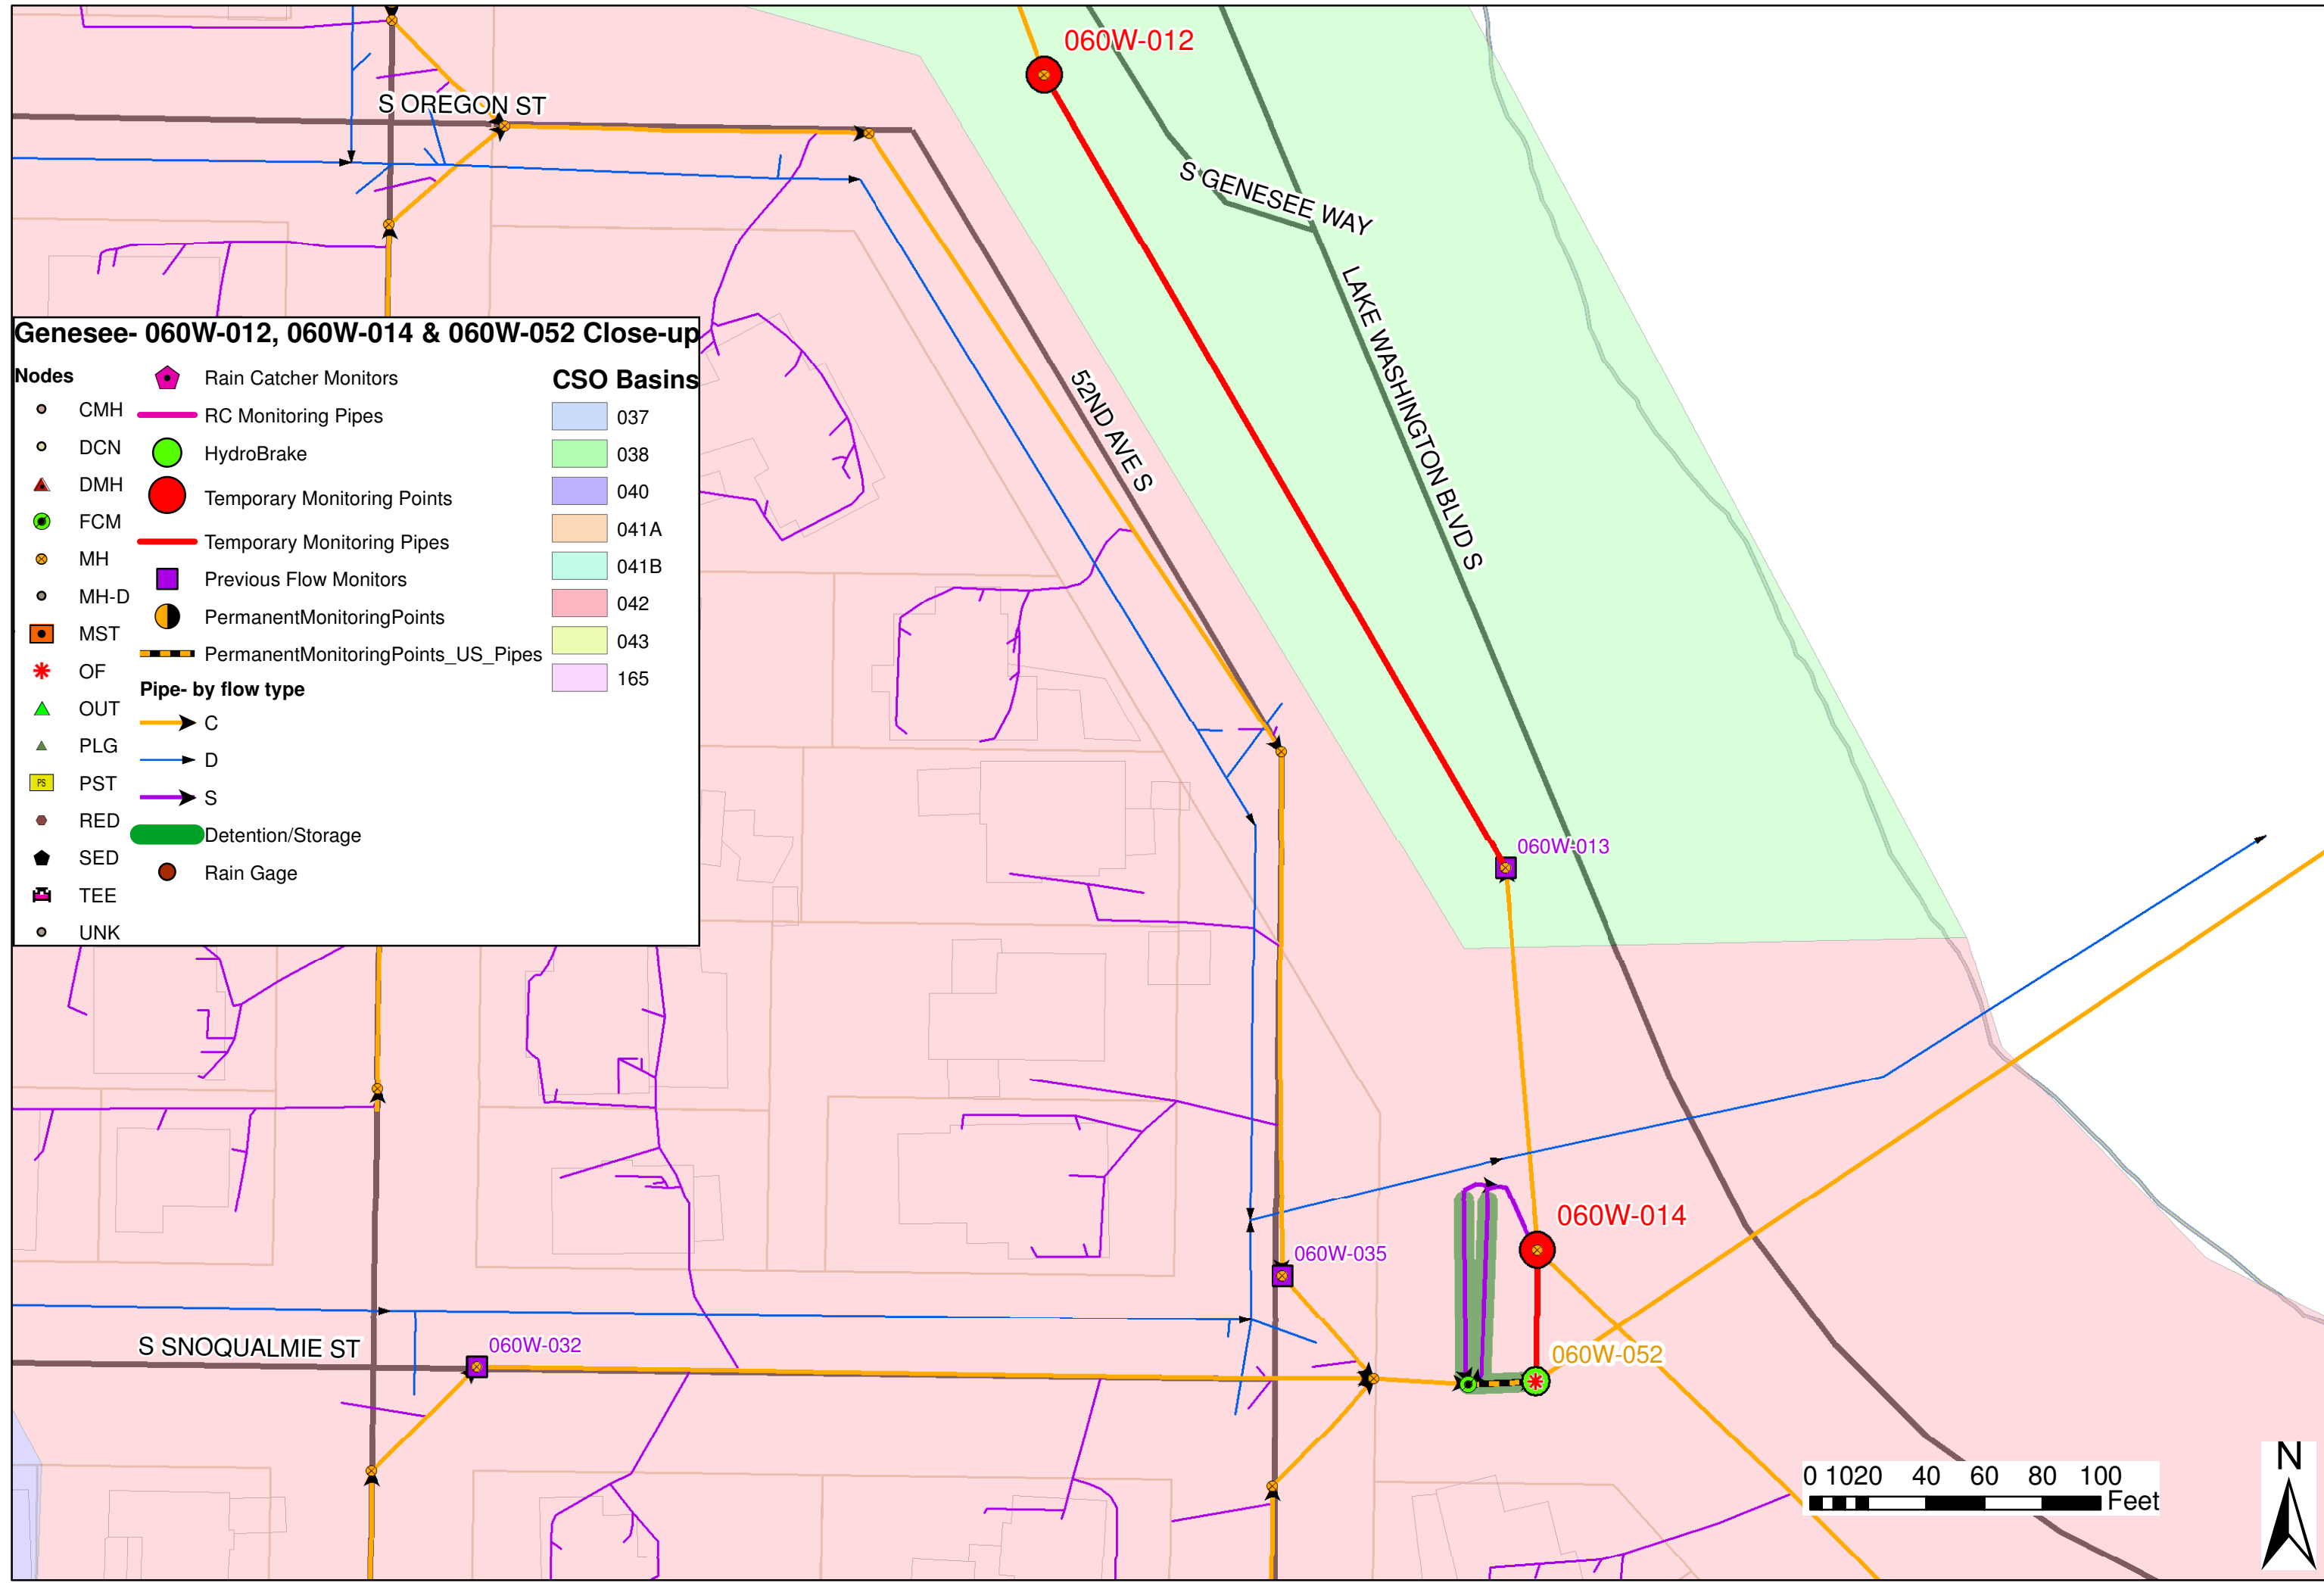 060W-012
S OREGON ST
S GENESEE WAY
LAKE WASHINGTON BLVD S
52ND AVE S
Genesee- 060W-012, 060W-014 & 060W-052 Close-up
Nodes
CMH
DCN
DMH
FCM
MH
MH-D
MST
OF
OUT
PLG
PS
PST
RED
SED
TEE
UNK
Rain Catcher Monitors
RC Monitoring Pipes
HydroBrake
Temporary Monitoring Points
Temporary Monitoring Pipes
Previous Flow Monitors
PermanentMonitoringPoints
PermanentMonitoringPoints_US_Pipes
Pipe- by flow type
C
D
S
Detention/Storage
Rain Gage
CSO Basins
037
038
040
041A
041B
042
043
165
060W-013
060W-014
060W-035
060W-052
S SNOQUALMIE ST
060W-032
0 1020 40 60 80 100
Feet
N